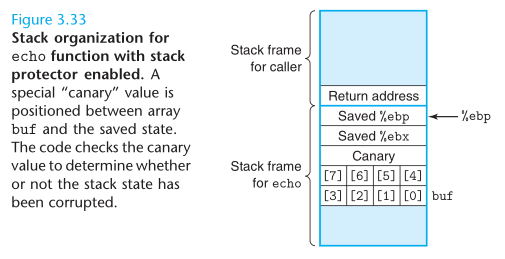 Figure 3.33
Stack organization for
echo function with stack
protector enabled. A
special “canary” value is
positioned between array
buf and the saved state.
The code checks the canary
value to determine whether
or not the stack state has
been corrupted.
Stack frame
for caller
Return address
Saved %ebp
%ebp
Saved %ebx
Canary
Stack frame
for echo
[7] [6] [5] [4]
[3] [2] [1] [0] buf